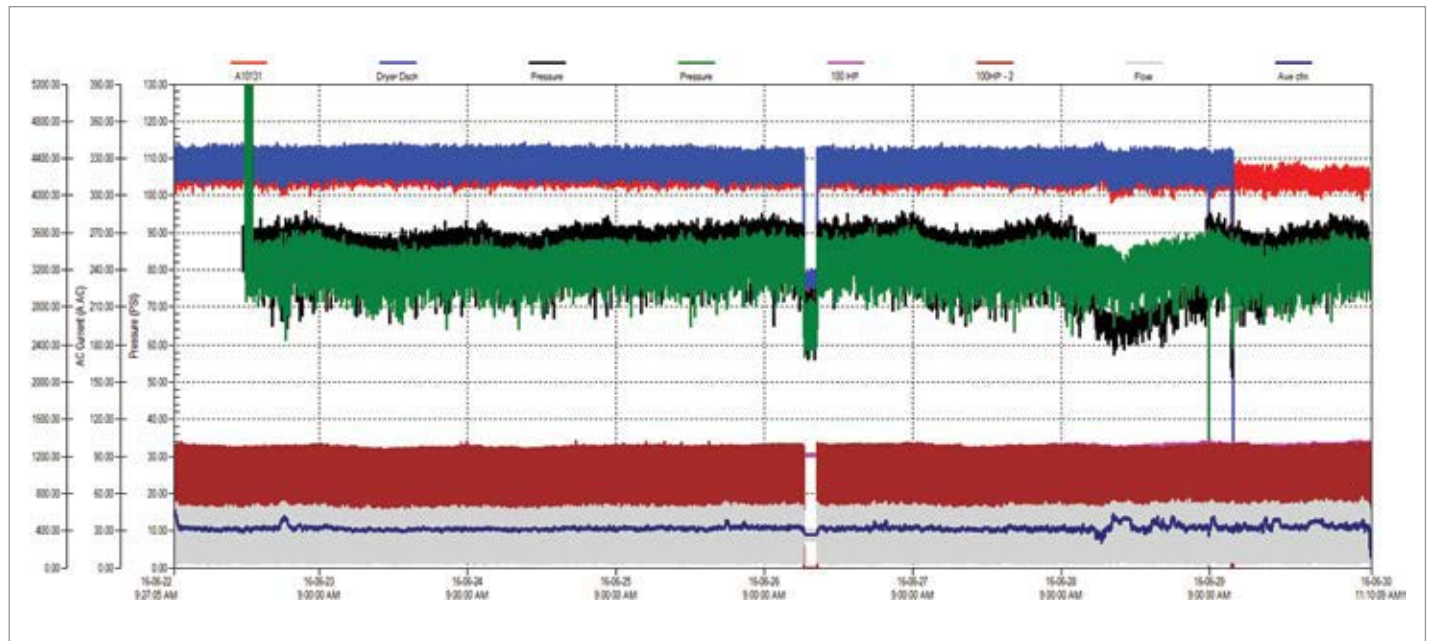 A10131 Dryer Dsch Pressure Pressure 100 HP 100HP - 2 Flow Ave cfm
5200.00 390.00 130.00
4800.00 360.00 120.00
4400.00 330.00 110.00
4000.00 300.00 100.00
3600.00 270.00 90.00
3200.00 240.00 80.00
2800.00 210.00 70.00
2400.00 180.00 60.00
2000.00 150.00 50.00
1600.00 120.00 40.00
1200.00 90.00 30.00
800.00 60.00 20.00
400.00 30.00 10.00
0.00 0.00 0.00
AC Current (A AC)
Pressure (PSI)
16-06-22 16-06-23 16-06-24 16-06-25 16-06-26 16-06-27 16-06-28 16-06-29 16-06-30
9:27:05 AM 9:00:00 AM 9:00:00 AM 9:00:00 AM 9:00:00 AM 9:00:00 AM 9:00:00 AM 9:00:00 AM 11:10:09 AM